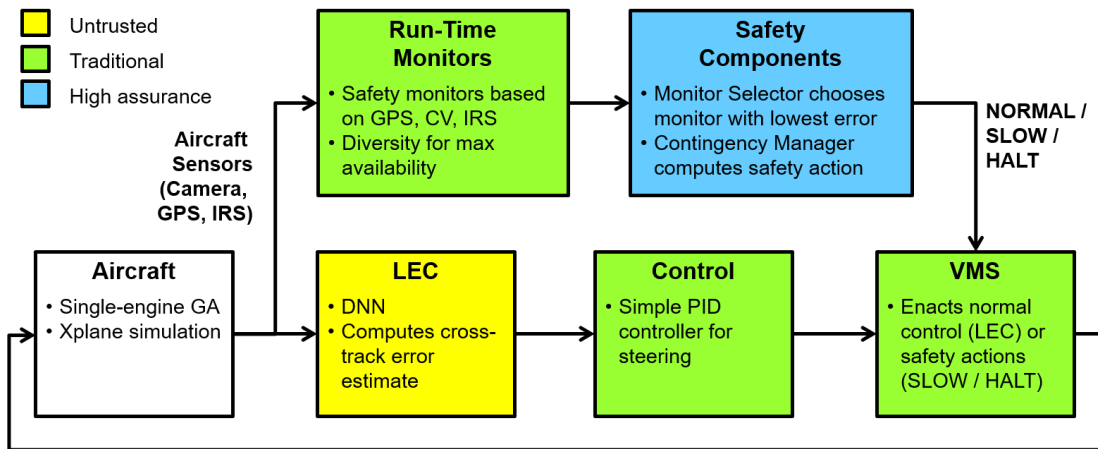 Untrusted
Traditional
High assurance
Run-Time
Monitors
• Safety monitors based
on GPS, CV, IRS
• Diversity for max
availability
Safety
Components
• Monitor Selector chooses
monitor with lowest error
• Contingency Manager
computes safety action
NORMAL /
SLOW /
HALT
Aircraft
Sensors
(Camera,
GPS, IRS)
Aircraft
• Single-engine GA
• Xplane simulation
LEC
• DNN
• Computes cross-
track error
estimate
Control
• Simple PID
controller for
steering
VMS
• Enacts normal
control (LEC) or
safety actions
(SLOW / HALT)